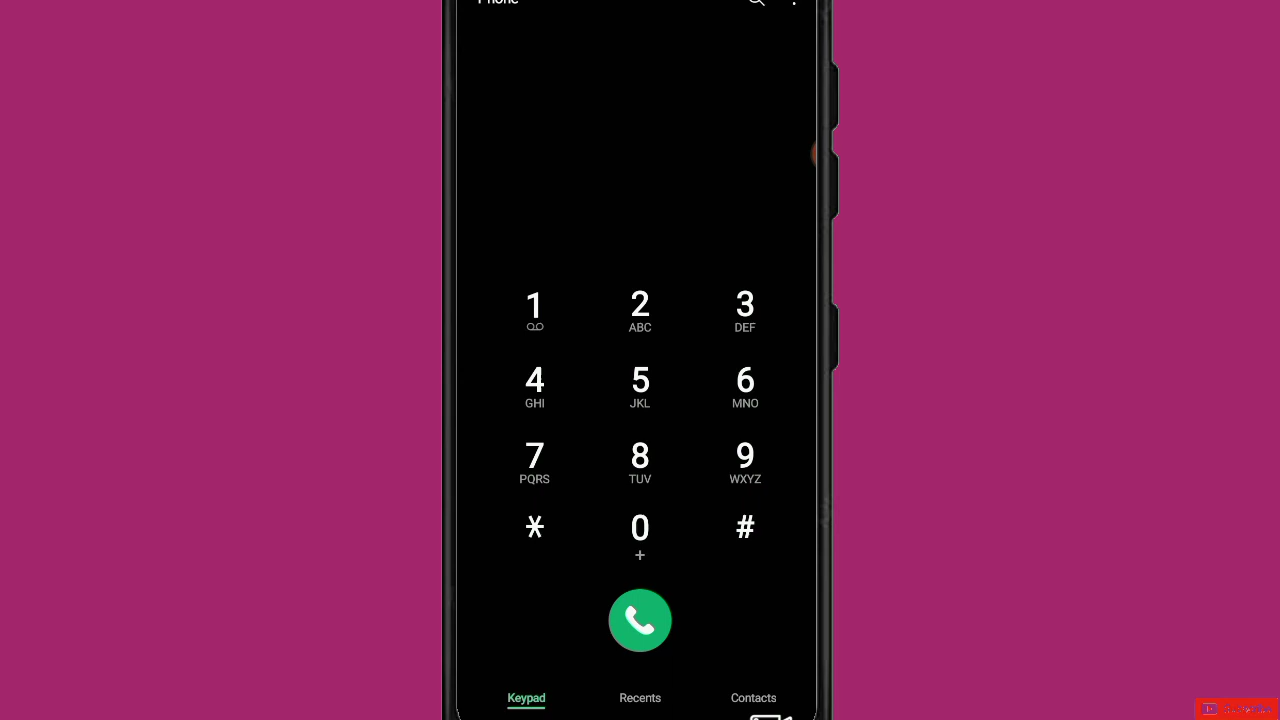 Phone
1 2 3
ABC DEF
4 5 6
GHI JKL MNO
7 8 9
PQRS TUV WXYZ
* 0 #
+
Keypad Recents Contacts